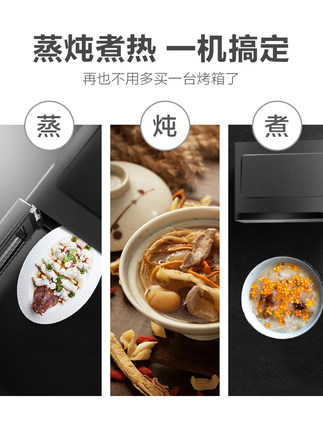 蒸炖煮热 一机搞定
再也不用多买一台烤箱了
蒸
炖
煮